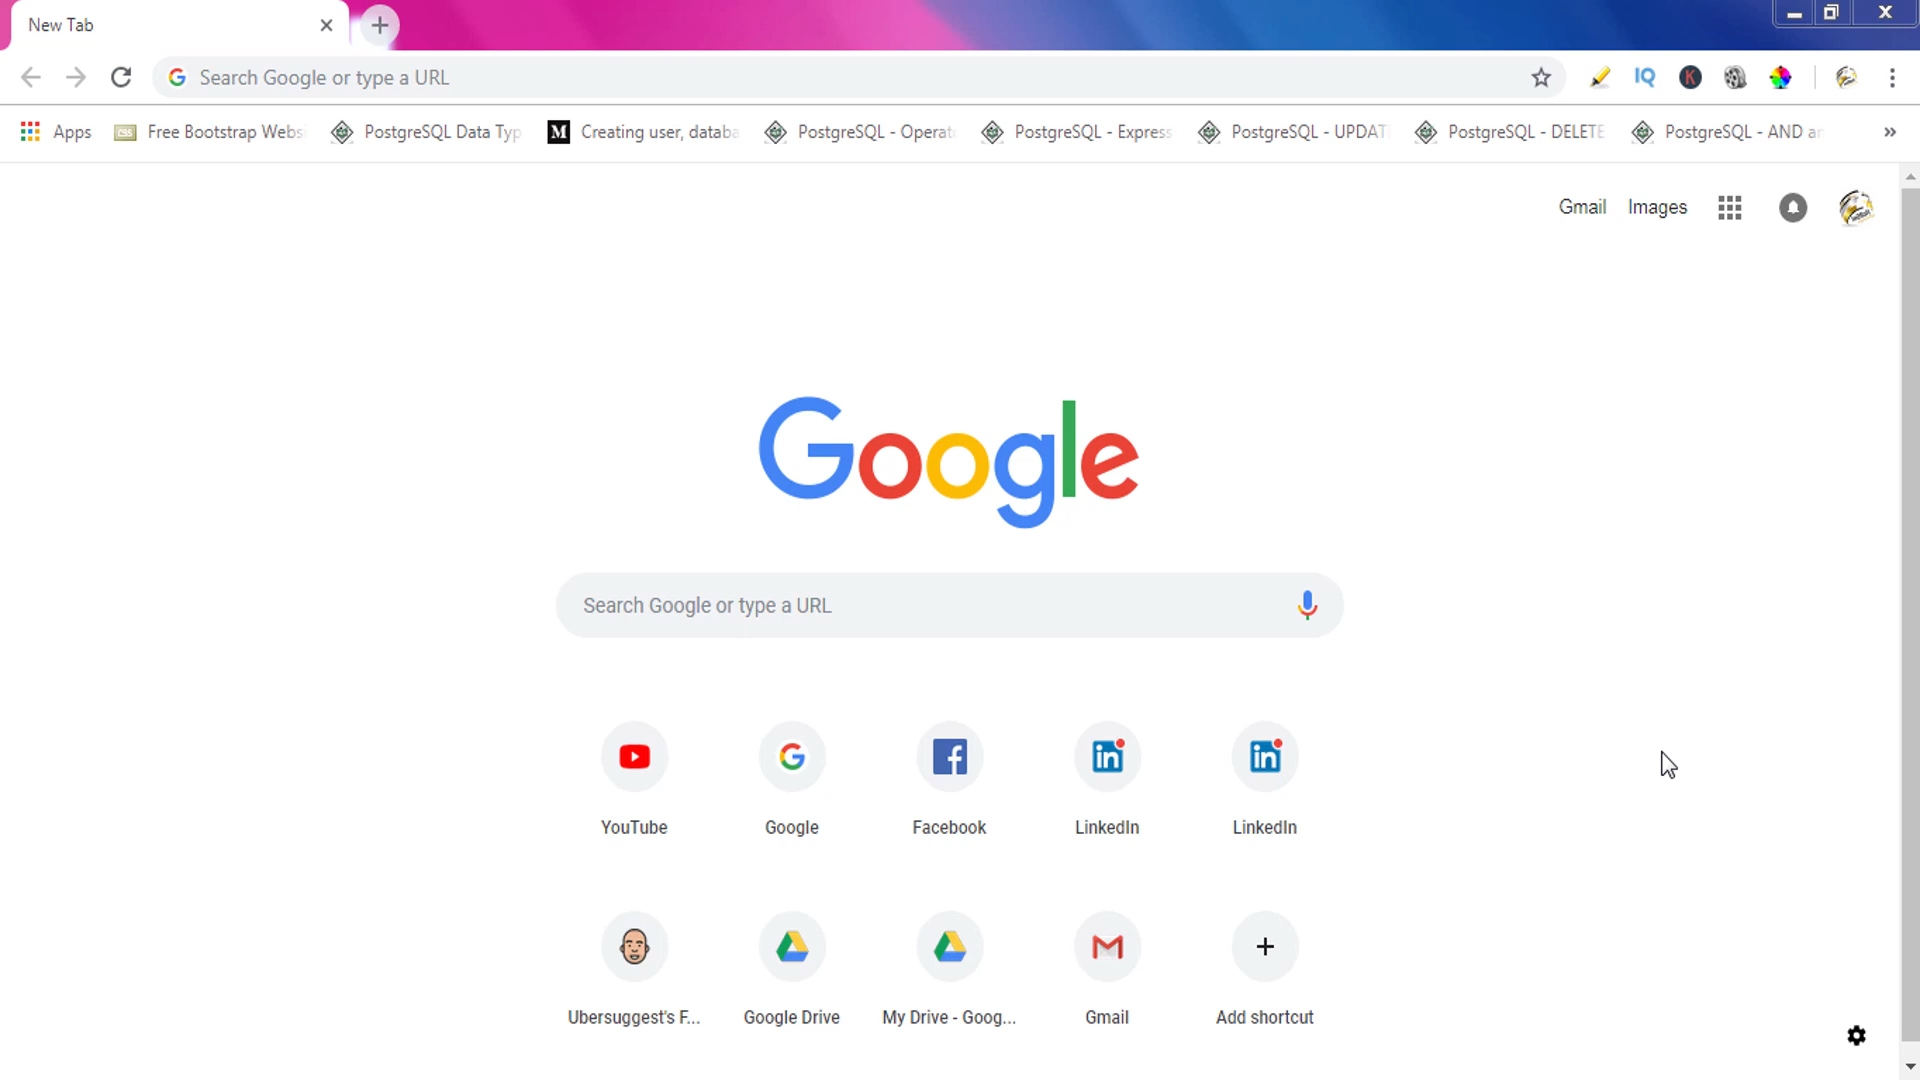 New Tab
Search Google or type a URL
Apps
Free Bootstrap Websi
PostgreSQL Data Typ
M Creating user, databa
PostgreSQL - Operat
PostgreSQL - Express
PostgreSQL - UPDAT
PostgreSQL - DELETE
PostgreSQL - AND an
Gmail Images
Google
Search Google or type a URL
YouTube Google Facebook LinkedIn LinkedIn
Ubersuggest's F... Google Drive My Drive - Goog... Gmail Add shortcut